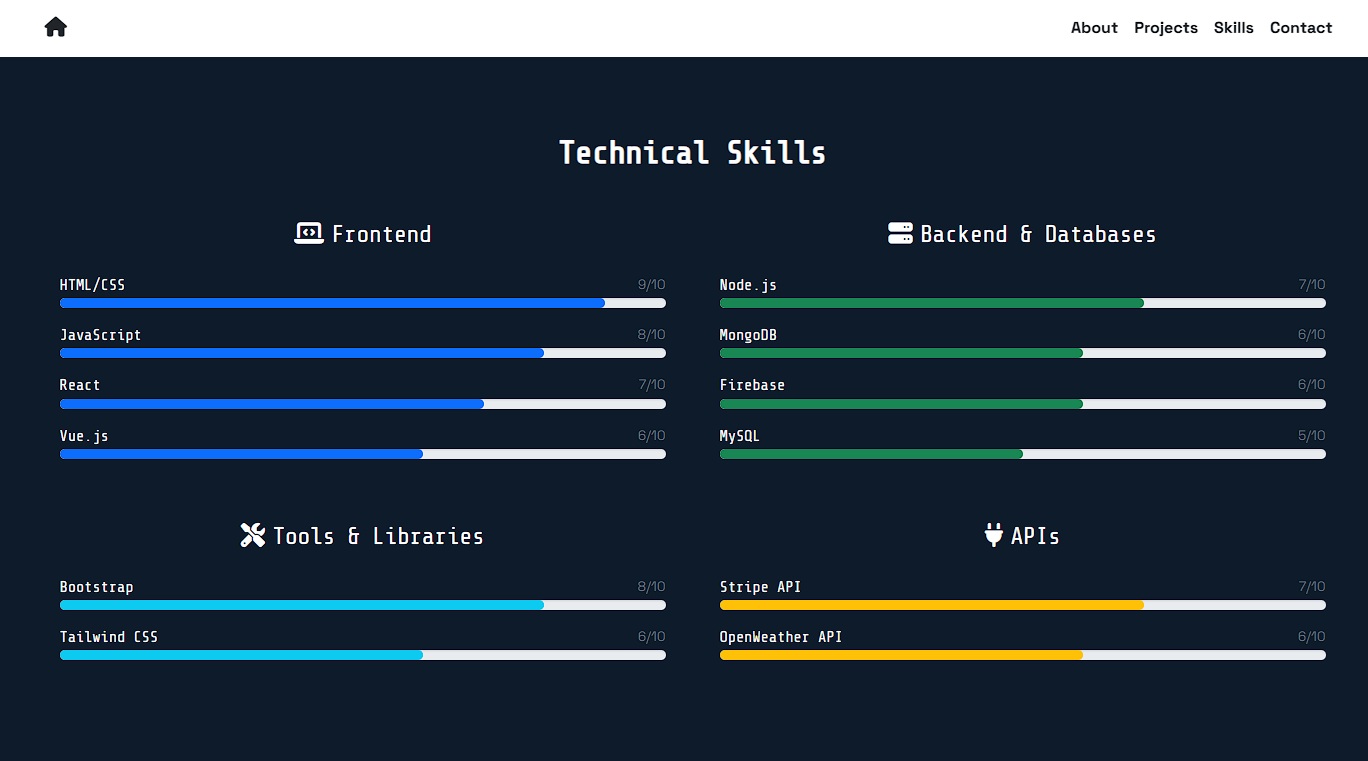 About Projects Skills Contact
Technical Skills
Frontend
HTML/CSS 9/10
JavaScript 8/10
React 7/10
Vue.js 6/10
Backend & Databases
Node.js 7/10
MongoDB 6/10
Firebase 6/10
MySQL 5/10
Tools & Libraries
Bootstrap 8/10
Tailwind CSS 6/10
APIs
Stripe API 7/10
OpenWeather API 6/10